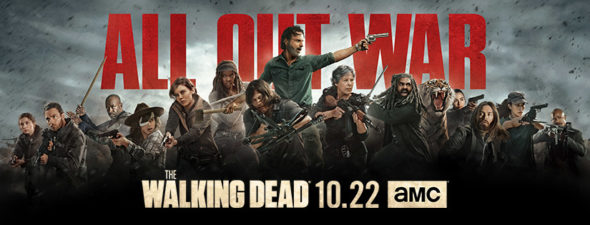 ALL OUT WAR
THE WALKING DEAD 10.22 amc